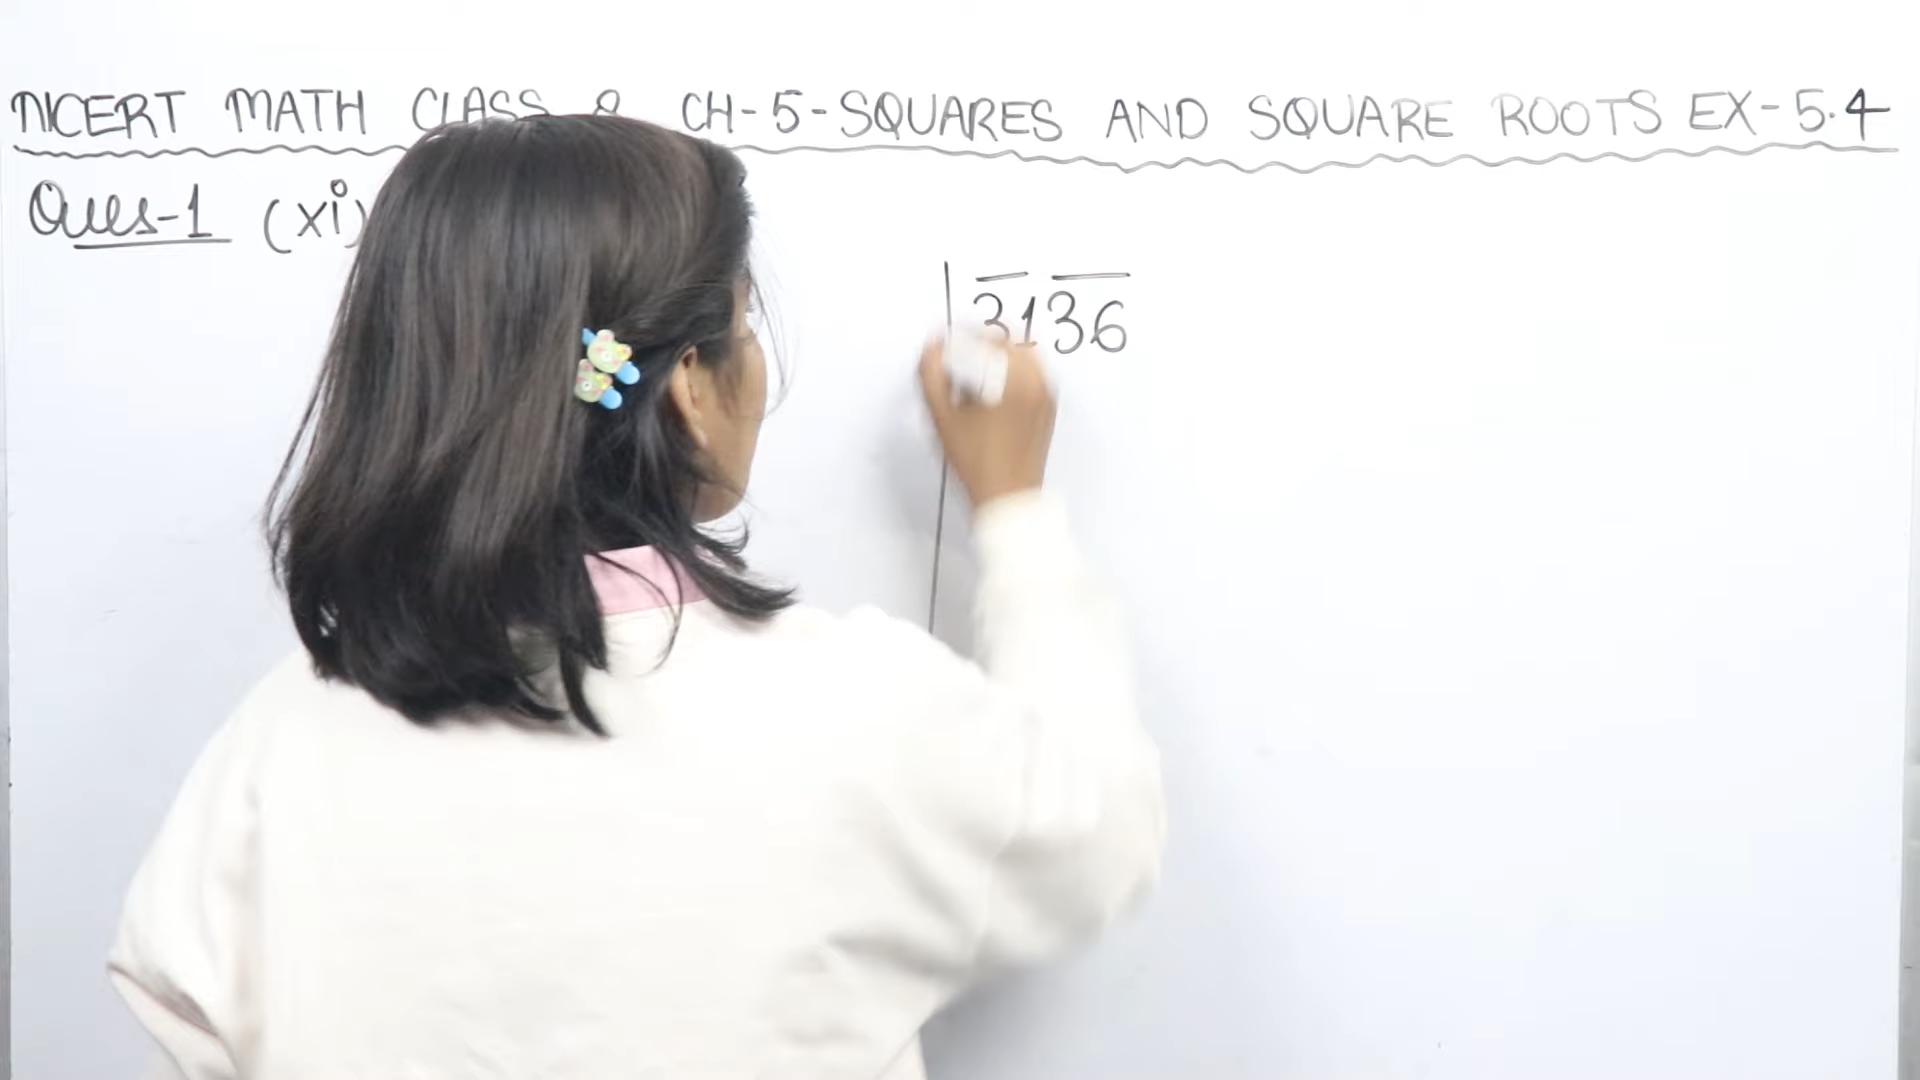 NCERT MATH CLASS 8 CH-5-SQUARES AND SQUARE ROOTS EX-5.4
Ques-1 (xi)
3136